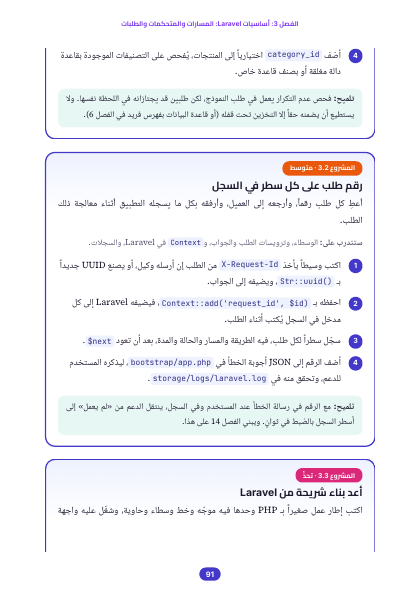 الفصل 3: أساسيات Laravel: المسارات والمتحكمات والطلبات
4 أضف category_id اختيارياً إلى المنتجات، يُفحص على التصنيفات الموجودة بقاعدة
دالة مغلقة أو بصنف قاعدة خاص.
تلميح: فحص عدم التكرار يعمل في طلب النموذج، لكن طلبين قد يجتازانه في اللحظة نفسها. ولا
يستطيع أن يضمنه حقاً إلا التخزين تحت قفله (أو قاعدة البيانات بفهرس فريد في الفصل 6).
المشروع 3.2 · متوسط
رقم طلب على كل سطر في السجل
أعطِ كل طلب رقماً، وأرجعه إلى العميل، وأرفقه بكل ما يسجله التطبيق أثناء معالجة ذلك
الطلب.
ستتدرب على: الوسطاء، وترويسات الطلب والجواب، و Context في Laravel، والسجلات.
1 اكتب وسيطاً يأخذ X-Request-Id من الطلب إن أرسله وكيل، أو يصنع UUID جديداً
بـ Str::uuid() ، ويضيفه إلى الجواب.
2 احفظه بـ Context::add('request_id', $id) ، فيضيفه Laravel إلى كل
مدخل في السجل يُكتب أثناء الطلب.
3 سجّل سطراً لكل طلب، فيه الطريقة والمسار والحالة والمدة، بعد أن تعود $next .
4 أضف الرقم إلى JSON أجوبة الخطأ في bootstrap/app.php ، ليذكره المستخدم
للدعم، وتحقق منه في storage/logs/laravel.log .
تلميح: مع الرقم في رسالة الخطأ عند المستخدم وفي السجل، ينتقل الدعم من «لم يعمل» إلى
أسطر السجل بالضبط في ثوانٍ. ويبني الفصل 14 على هذا.
المشروع 3.3 · تحدٍّ
أعد بناء شريحة من Laravel
اكتب إطار عمل صغيراً بـ PHP وحدها فيه موجّه وخط وسطاء وحاوية، وشغّل عليه واجهة
91